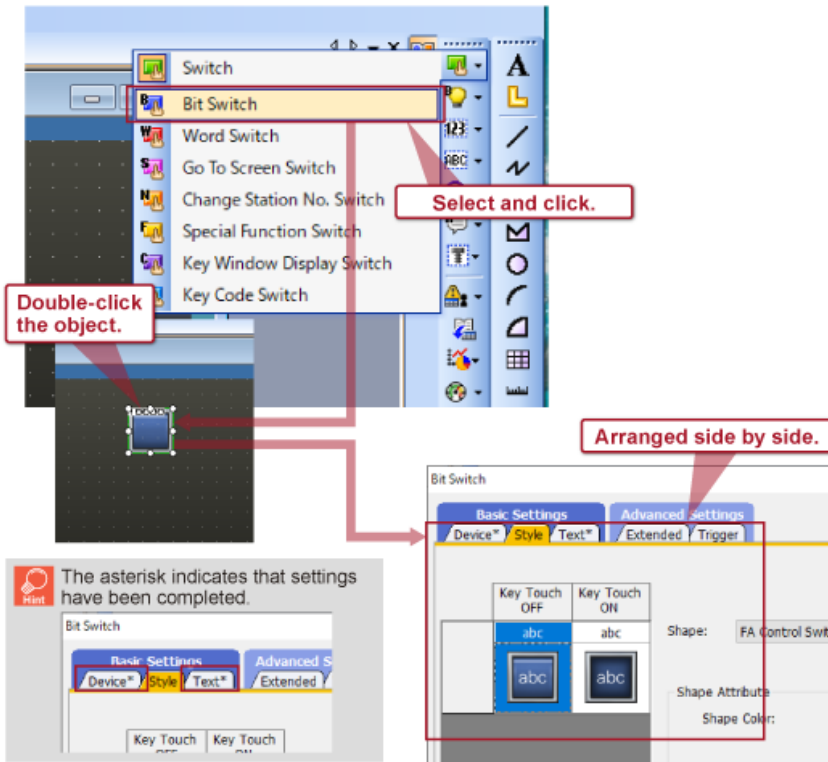 Switch
Bit Switch
Word Switch
Go To Screen Switch
Change Station No. Switch
Special Function Switch
Key Window Display Switch
Key Code Switch
A
B
123
ABC
T
B
W
S
N
F
Select and click.
Double-click
the object.
Arranged side by side.
Bit Switch
Basic Settings
Advanced Settings
Device*
Style
Text*
Extended
Trigger
Key Touch
OFF
Key Touch
ON
abc
abc
abc
abc
Shape:
FA Control Swit
Shape Attribute
Shape Color:
Hint
The asterisk indicates that settings
have been completed.
Bit Switch
Basic Settings
Advanced S
Device*
Style
Text*
Extended
Key Touch
Key Touch